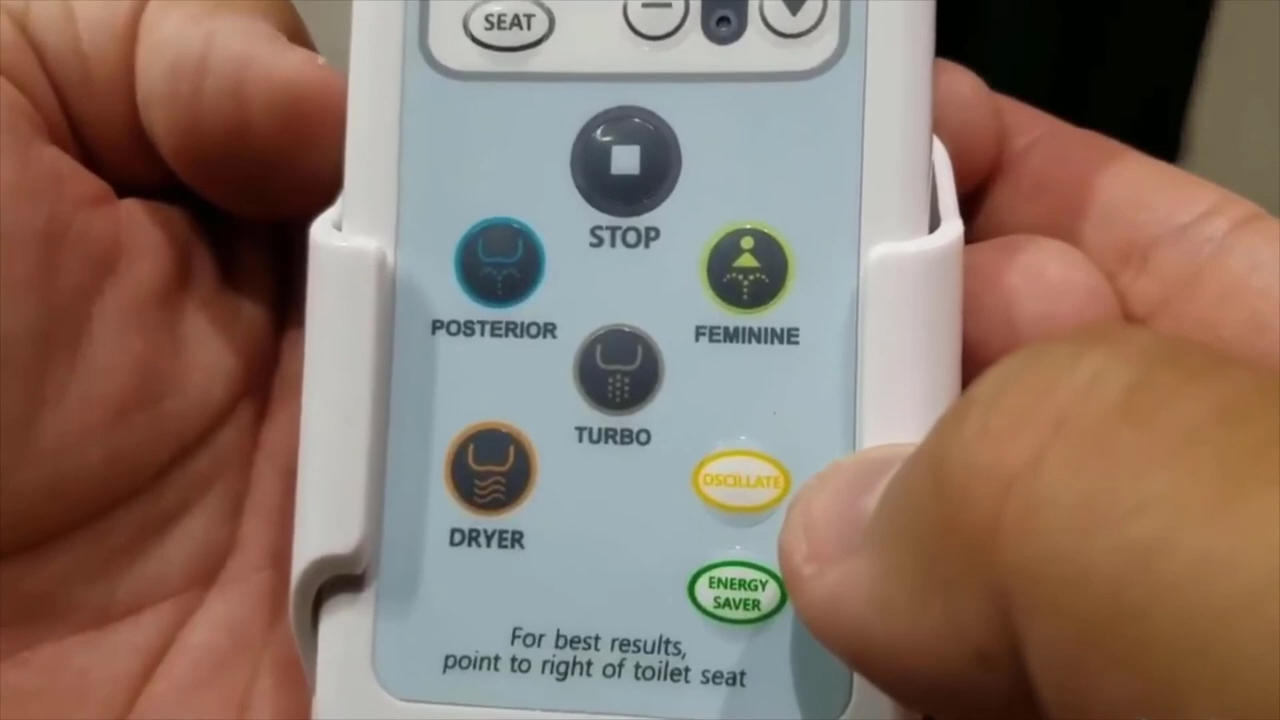 SEAT
STOP
POSTERIOR
FEMININE
TURBO
OSCILLATE
DRYER
ENERGY
SAVER
For best results,
point to right of toilet seat